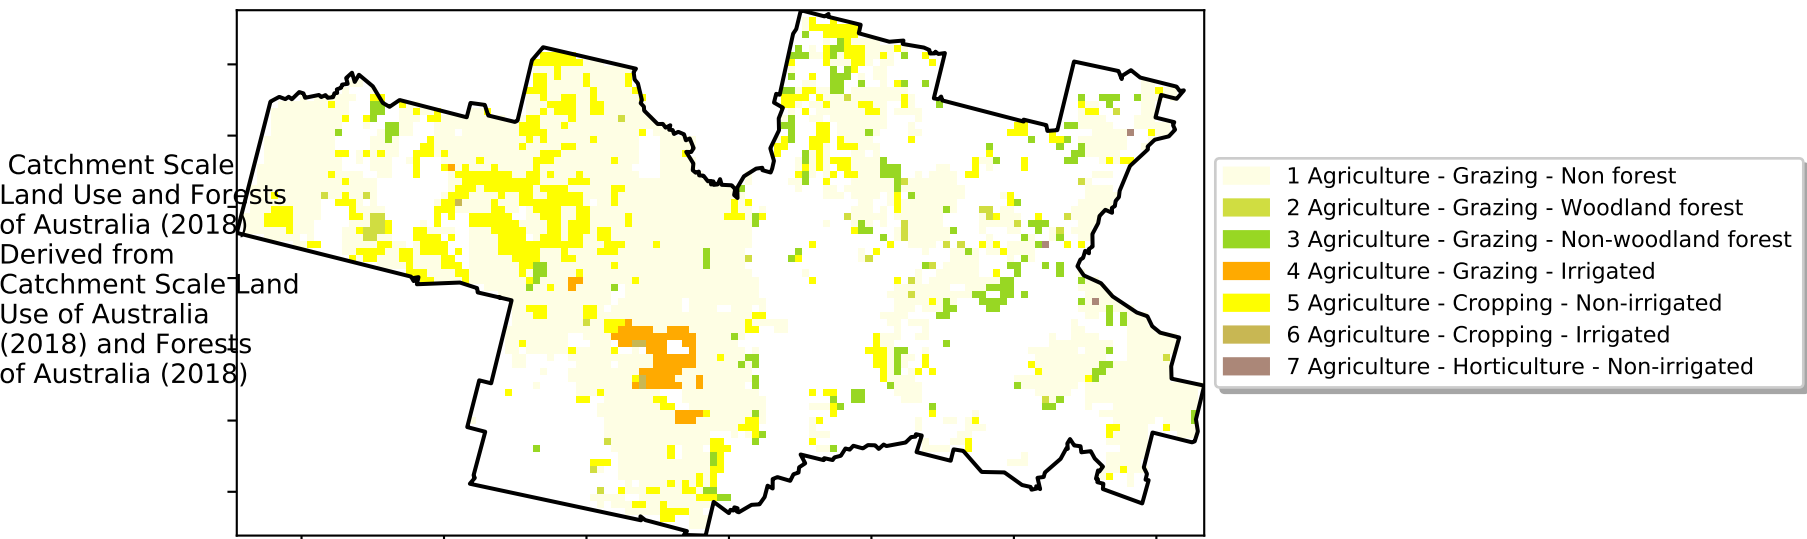 Catchment Scale
Land Use and Forests
of Australia (2018)
Derived from
Catchment Scale Land
Use of Australia
(2018) and Forests
of Australia (2018)
1 Agriculture - Grazing - Non forest
2 Agriculture - Grazing - Woodland forest
3 Agriculture - Grazing - Non-woodland forest
4 Agriculture - Grazing - Irrigated
5 Agriculture - Cropping - Non-irrigated
6 Agriculture - Cropping - Irrigated
7 Agriculture - Horticulture - Non-irrigated